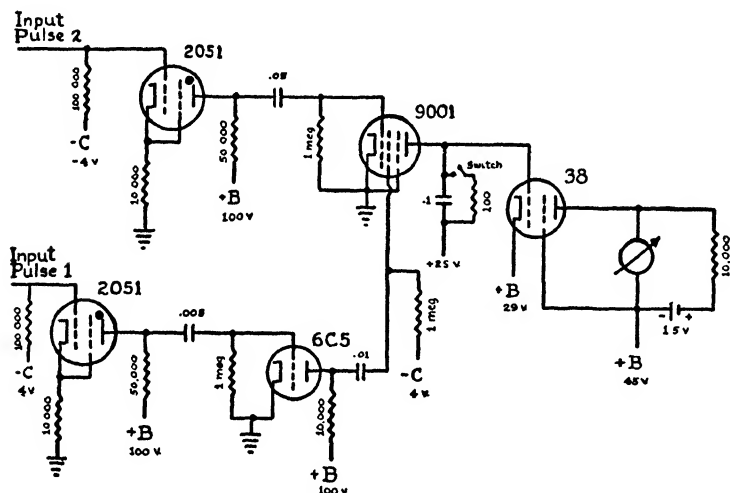 Input
Pulse 2
2051
100 000
-C
-4 v
10 000
50 000
+B
100 v
.05
1 meg
9001
Switch
.1
100
+25 v.
38
+B
29 v
10.000
- +
1 5 v
+B
45 v
Input
Pulse 1
2051
100 000
-C
4 v
10 000
50,000
+B
100 v
.005
1 meg
6C5
.01
10,000
+B
100 v
1 meg
-C
4 v